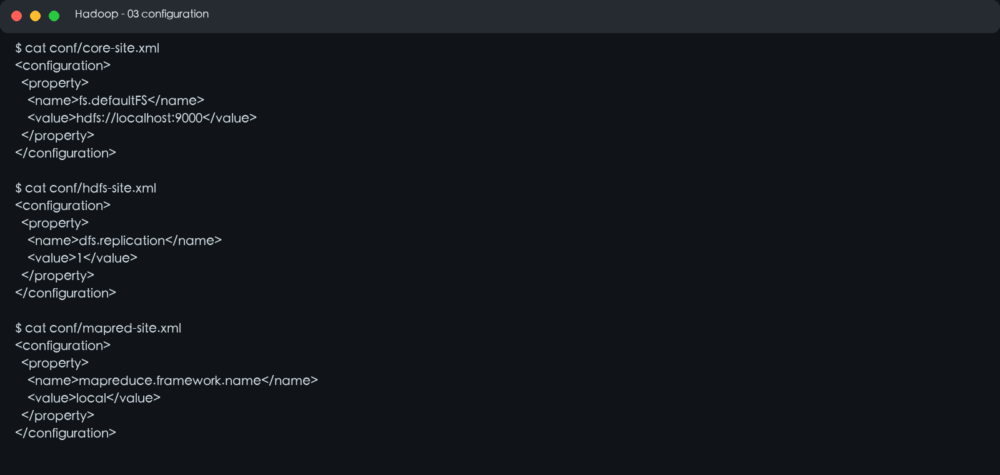 Hadoop - 03 configuration
$ cat conf/core-site.xml
<configuration>
  <property>
    <name>fs.defaultFS</name>
    <value>hdfs://localhost:9000</value>
  </property>
</configuration>

$ cat conf/hdfs-site.xml
<configuration>
  <property>
    <name>dfs.replication</name>
    <value>1</value>
  </property>
</configuration>

$ cat conf/mapred-site.xml
<configuration>
  <property>
    <name>mapreduce.framework.name</name>
    <value>local</value>
  </property>
</configuration>